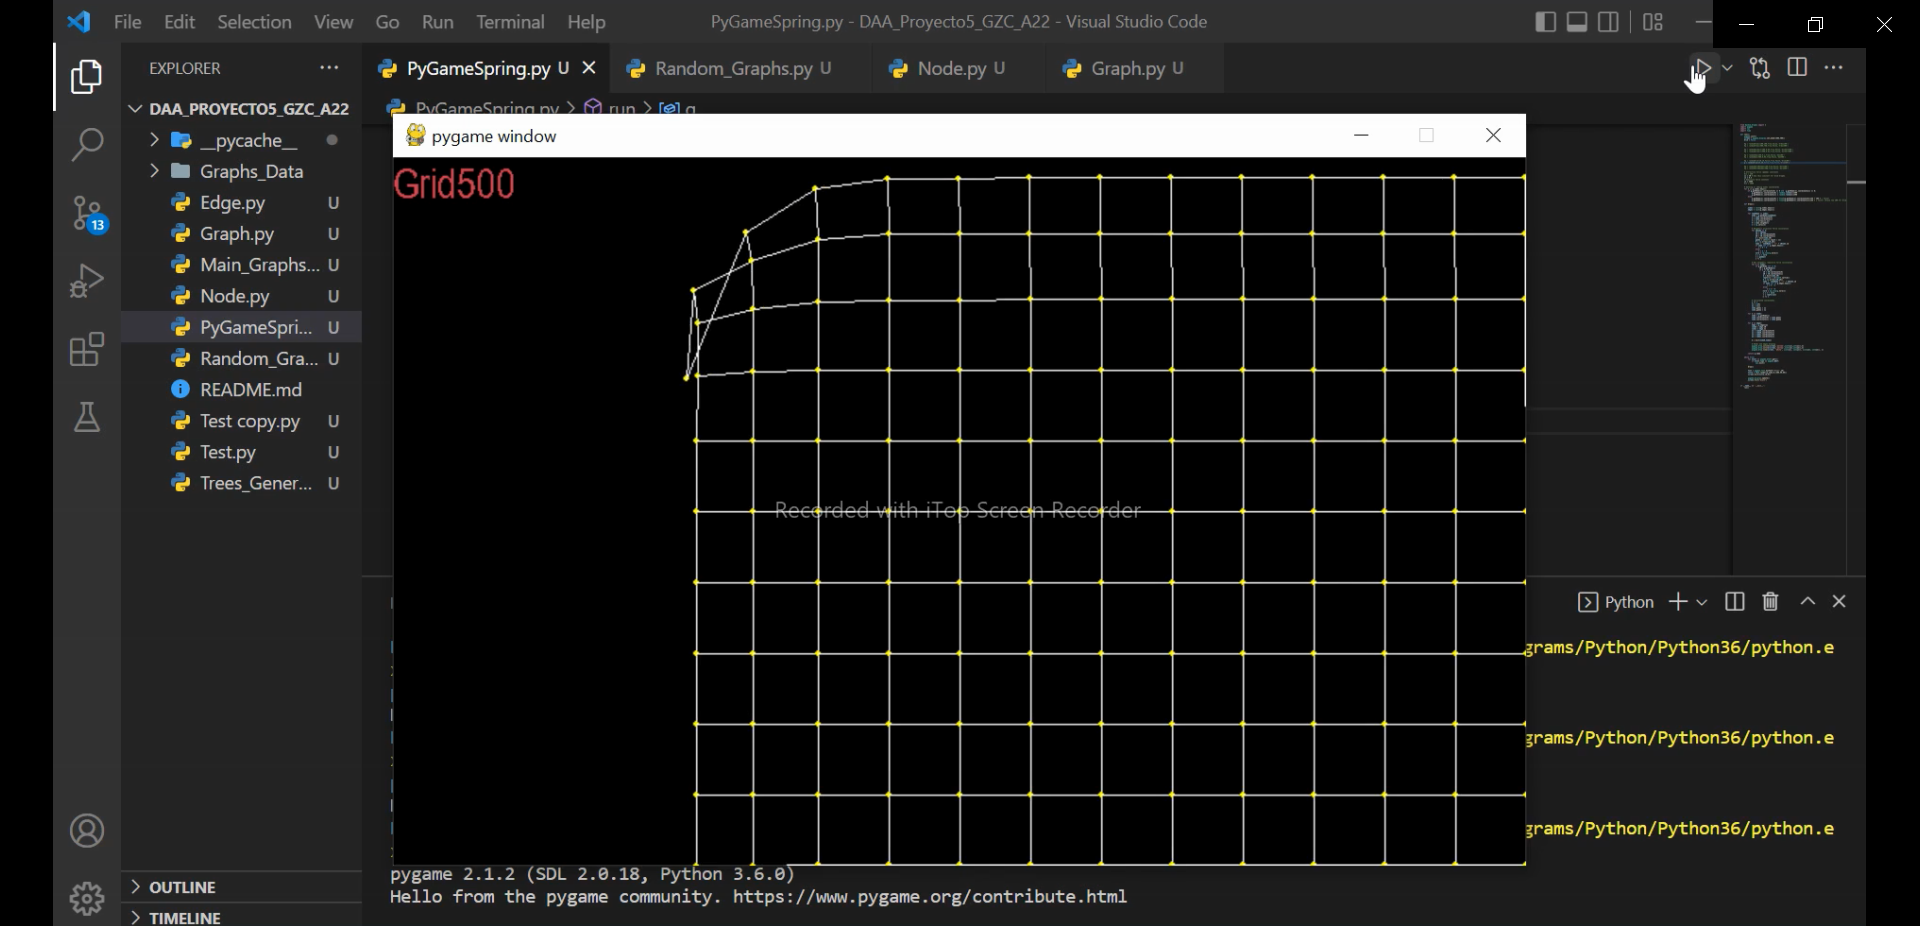 File Edit Selection View Go Run Terminal Help
PyGameSpring.py - DAA_Proyecto5_GZC_A22 - Visual Studio Code
EXPLORER
PyGameSpring.py U
Random_Graphs.py U
Node.py U
Graph.py U
DAA_PROYECTO5_GZC_A22
PyGameSpring.py > run >
__pycache__
Graphs_Data
Edge.py U
Graph.py U
Main_Graphs... U
Node.py U
PyGameSpri... U
Random_Gra... U
README.md
Test copy.py U
Test.py U
Trees_Gener... U
13
OUTLINE
TIMELINE
pygame window
Grid500
Recorded with iTop Screen Recorder
Python
grams/Python/Python36/python.e
grams/Python/Python36/python.e
grams/Python/Python36/python.e
pygame 2.1.2 (SDL 2.0.18, Python 3.6.0)
Hello from the pygame community. https://www.pygame.org/contribute.html